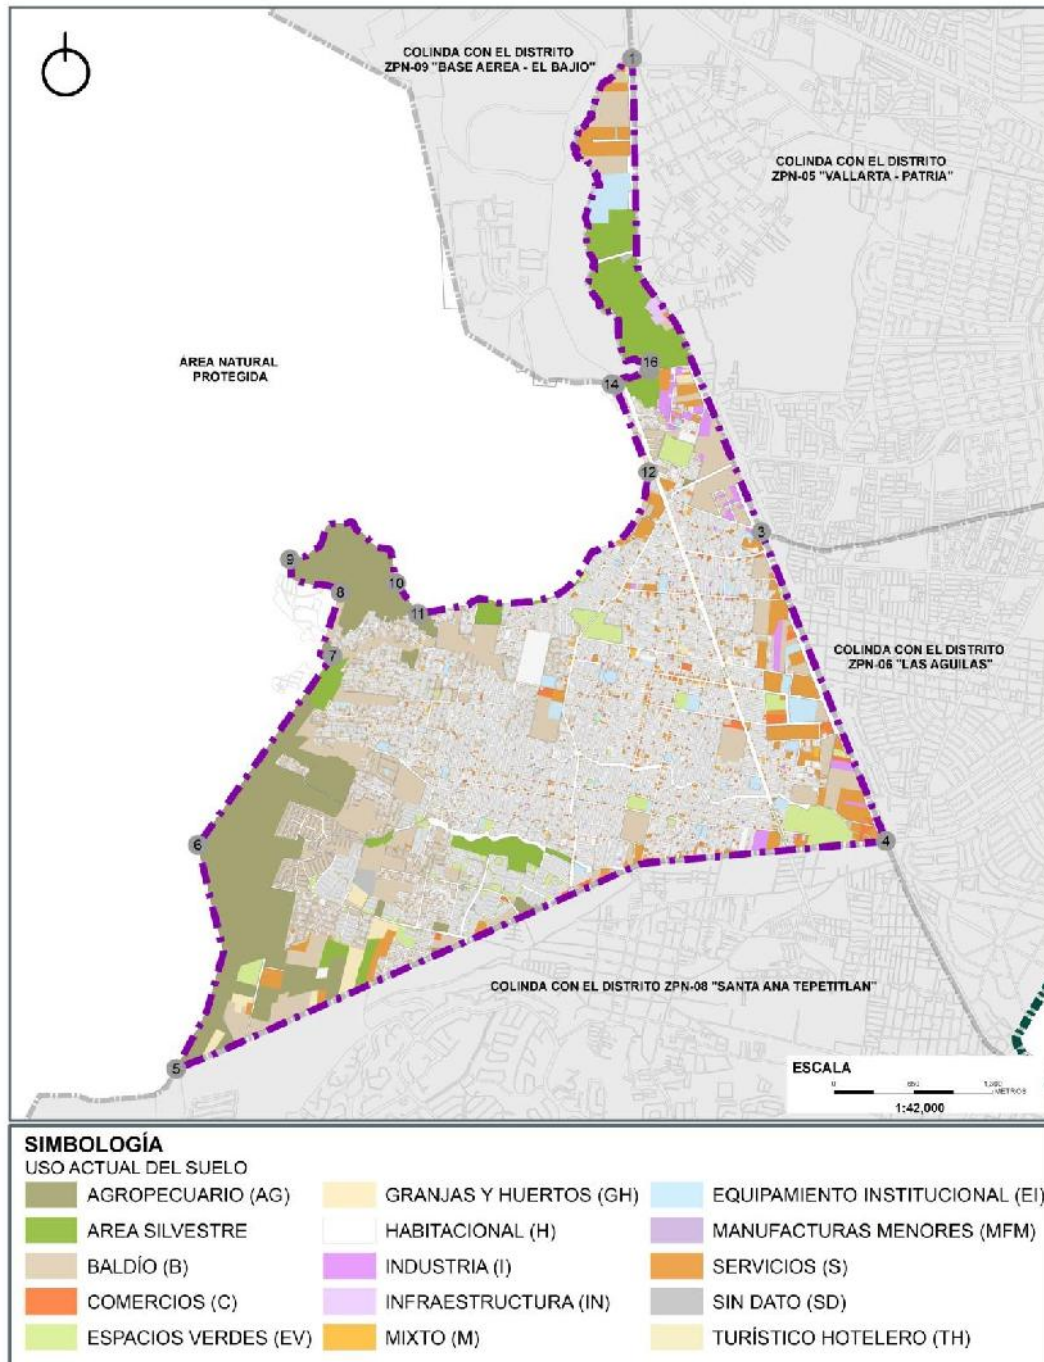 COLINDA CON EL DISTRITO
ZPN-09 "BASE AEREA - EL BAJIO"
1
COLINDA CON EL DISTRITO
ZPN-05 "VALLARTA - PATRIA"
ÁREA NATURAL
PROTEGIDA
16
14
12
3
9
10
8
11
7
COLINDA CON EL DISTRITO
ZPN-06 "LAS AGUILAS"
6
4
COLINDA CON EL DISTRITO ZPN-08 "SANTA ANA TEPETITLAN"
5
ESCALA
0
METROS
1:42,000
SIMBOLOGÍA
USO ACTUAL DEL SUELO
AGROPECUARIO (AG)
AREA SILVESTRE
BALDÍO (B)
COMERCIOS (C)
ESPACIOS VERDES (EV)
GRANJAS Y HUERTOS (GH)
HABITACIONAL (H)
INDUSTRIA (I)
INFRAESTRUCTURA (IN)
MIXTO (M)
EQUIPAMIENTO INSTITUCIONAL (EI)
MANUFACTURAS MENORES (MFM)
SERVICIOS (S)
SIN DATO (SD)
TURÍSTICO HOTELERO (TH)